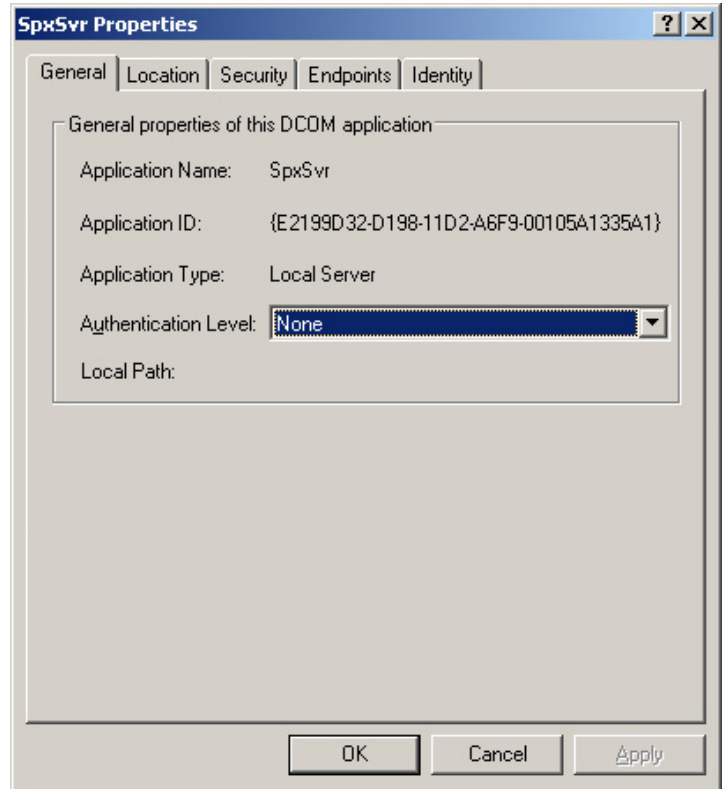 SpxSvr Properties
General Location Security Endpoints Identity
General properties of this DCOM application
Application Name: SpxSvr
Application ID: {E2199D32-D198-11D2-A6F9-00105A1335A1}
Application Type: Local Server
Authentication Level: None
Local Path:
OK Cancel Apply